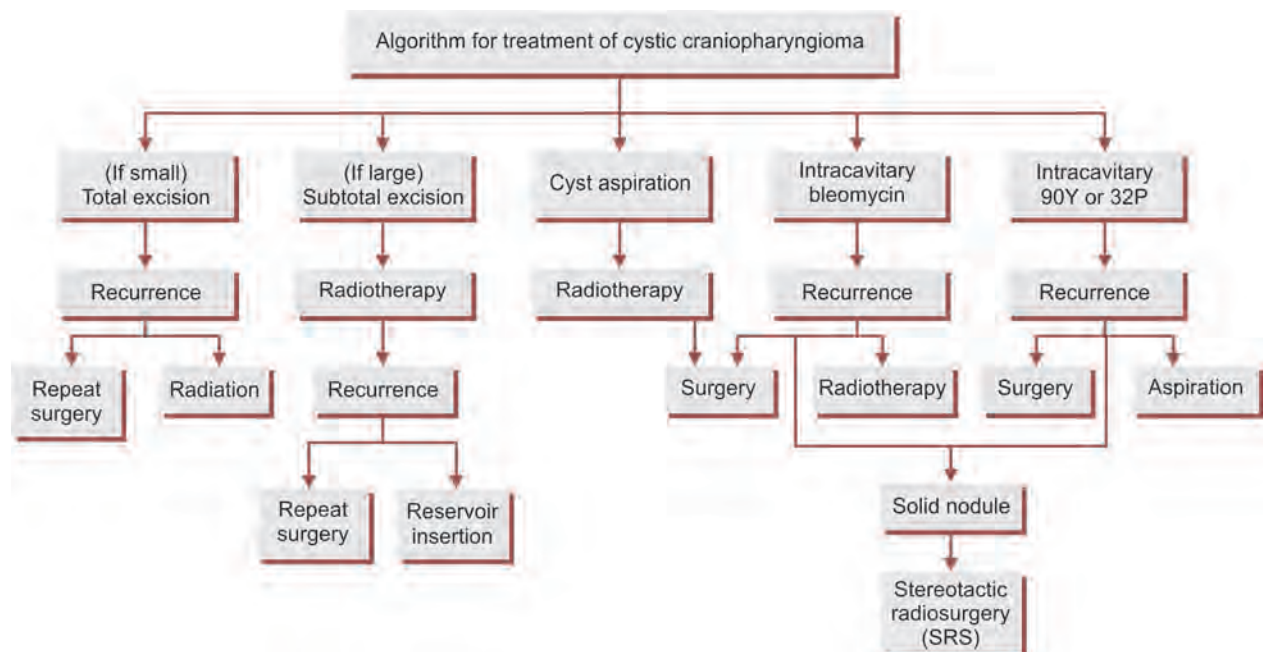 Algorithm for treatment of cystic craniopharyngioma
(If small)
Total excision
(If large)
Subtotal excision
Cyst aspiration
Intracavitary
bleomycin
Intracavitary
90Y or 32P
Recurrence
Radiotherapy
Radiotherapy
Recurrence
Recurrence
Repeat
surgery
Radiation
Recurrence
Surgery
Radiotherapy
Surgery
Aspiration
Repeat
surgery
Reservoir
insertion
Solid nodule
Stereotactic
radiosurgery
(SRS)